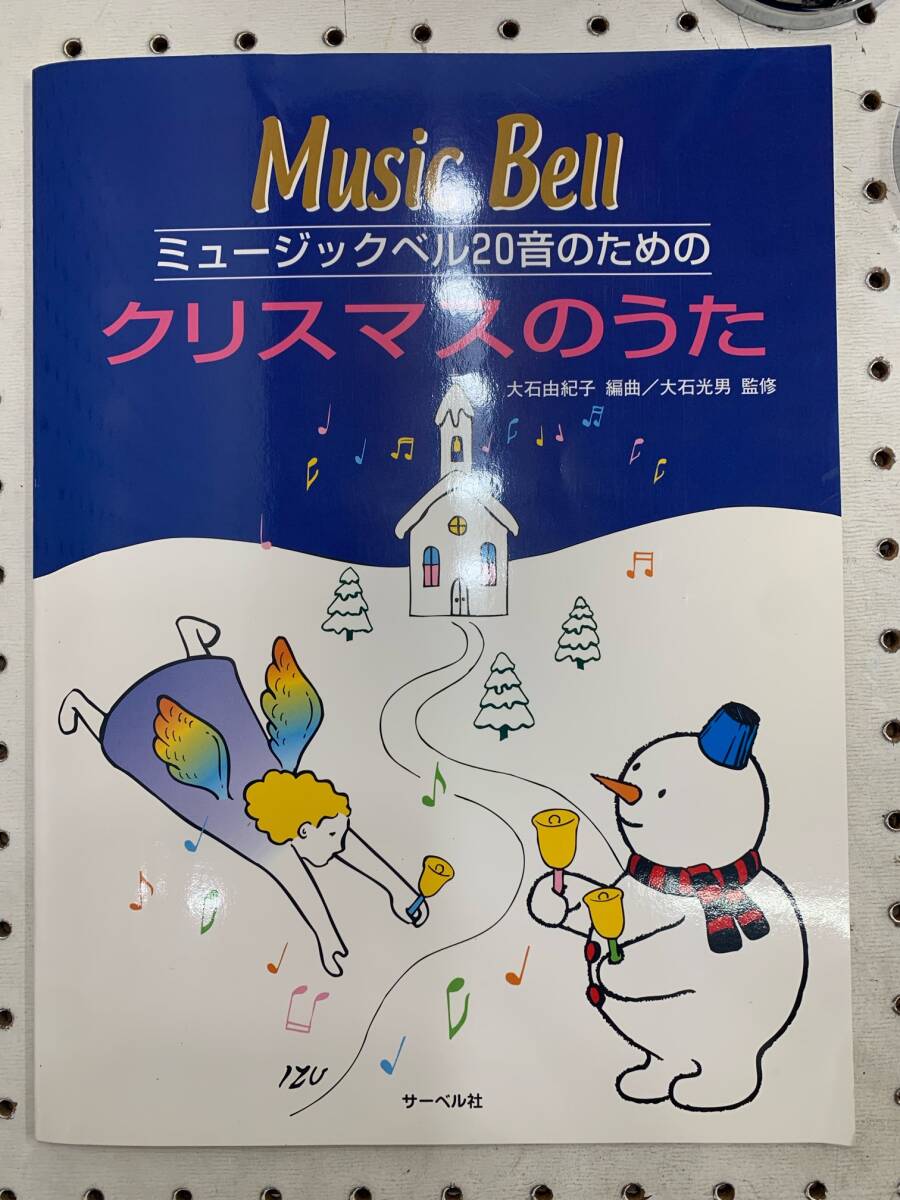 Music Bell
ミュージックベル20音のための
クリスマスのうた
大石由紀子 編曲／大石光男 監修
IZU
サーベル社